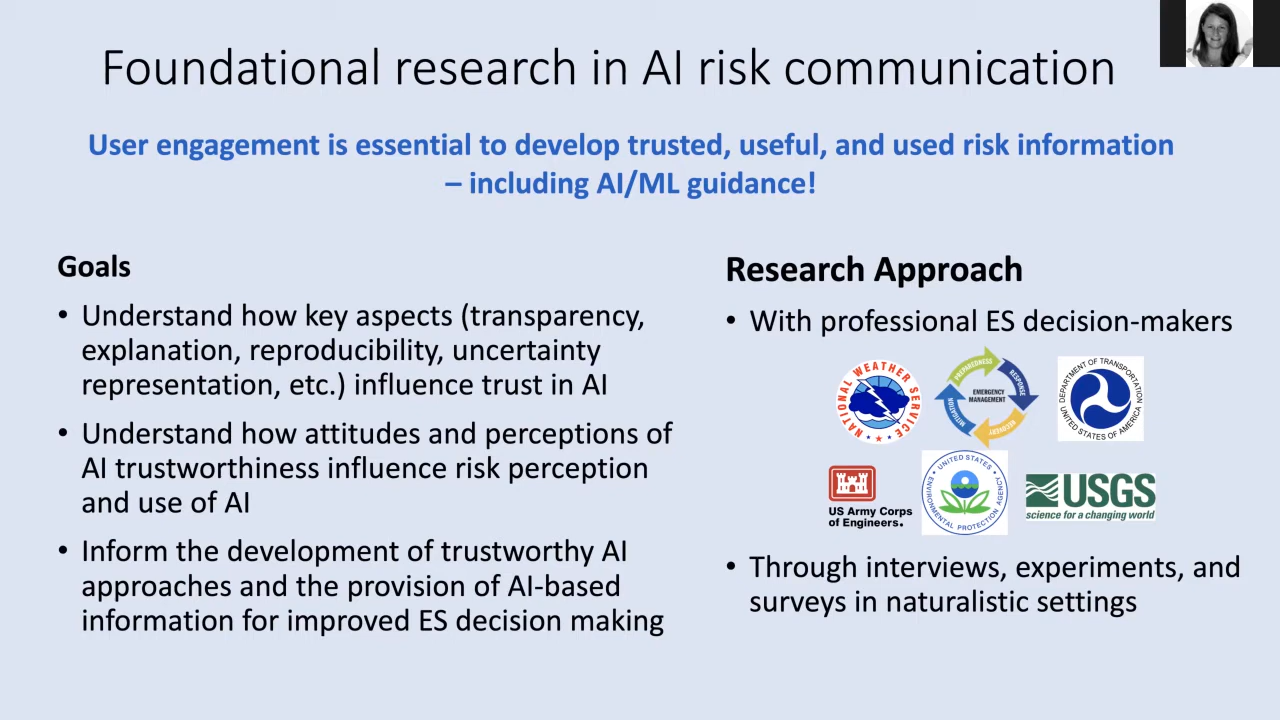 Foundational research in AI risk communication
User engagement is essential to develop trusted, useful, and used risk information
– including AI/ML guidance!
Goals
• Understand how key aspects (transparency,
explanation, reproducibility, uncertainty
representation, etc.) influence trust in AI
• Understand how attitudes and perceptions of
AI trustworthiness influence risk perception
and use of AI
• Inform the development of trustworthy AI
approaches and the provision of AI-based
information for improved ES decision making
Research Approach
• With professional ES decision-makers
NATIONAL WEATHER SERVICE
PREPAREDNESS
RESPONSE
RECOVERY
MITIGATION
EMERGENCY
MANAGEMENT
DEPARTMENT OF TRANSPORTATION
UNITED STATES OF AMERICA
US Army Corps
of Engineers.
UNITED STATES
ENVIRONMENTAL PROTECTION AGENCY
USGS
science for a changing world
• Through interviews, experiments, and
surveys in naturalistic settings